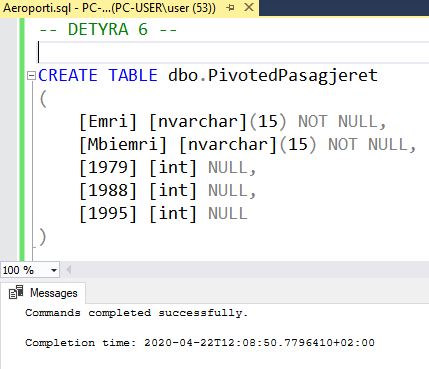 Aeroporti.sql - PC-...(PC-USER\user (53))
-- DETYRA 6 --
CREATE TABLE dbo.PivotedPasagjeret
(
[Emri] [nvarchar](15) NOT NULL,
[Mbiemri] [nvarchar](15) NOT NULL,
[1979] [int] NULL,
[1988] [int] NULL,
[1995] [int] NULL
)
100 %
Messages
Commands completed successfully.
Completion time: 2020-04-22T12:08:50.7796410+02:00